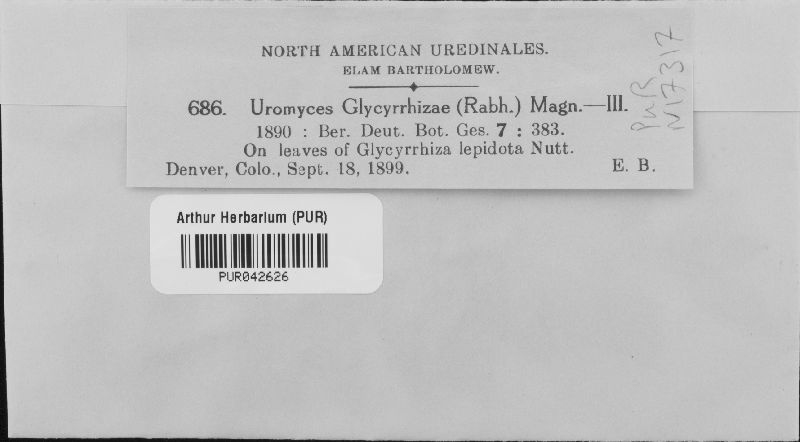 NORTH AMERICAN UREDINALES.
ELAM BARTHOLOMEW.
686. Uromyces Glycyrrhizae (Rabh.) Magn.—III.
1890 : Ber. Deut. Bot. Ges. 7 : 383.
On leaves of Glycyrrhiza lepidota Nutt.
Denver, Colo., Sept. 18, 1899. E. B.
PUR
N17317
Arthur Herbarium (PUR)
PUR042626